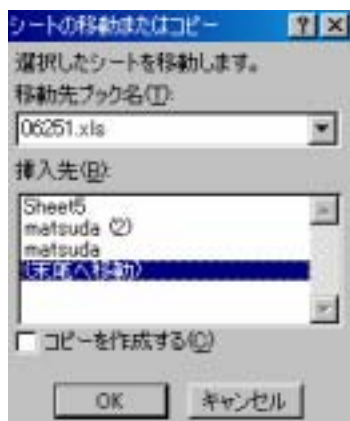 シートの移動またはコピー
選択したシートを移動します。
移動先ブック名(T):
06251.xls
挿入先(B):
Sheet5
matsuda (2)
matsuda
(末尾へ移動)
コピーを作成する(C)
OK キャンセル